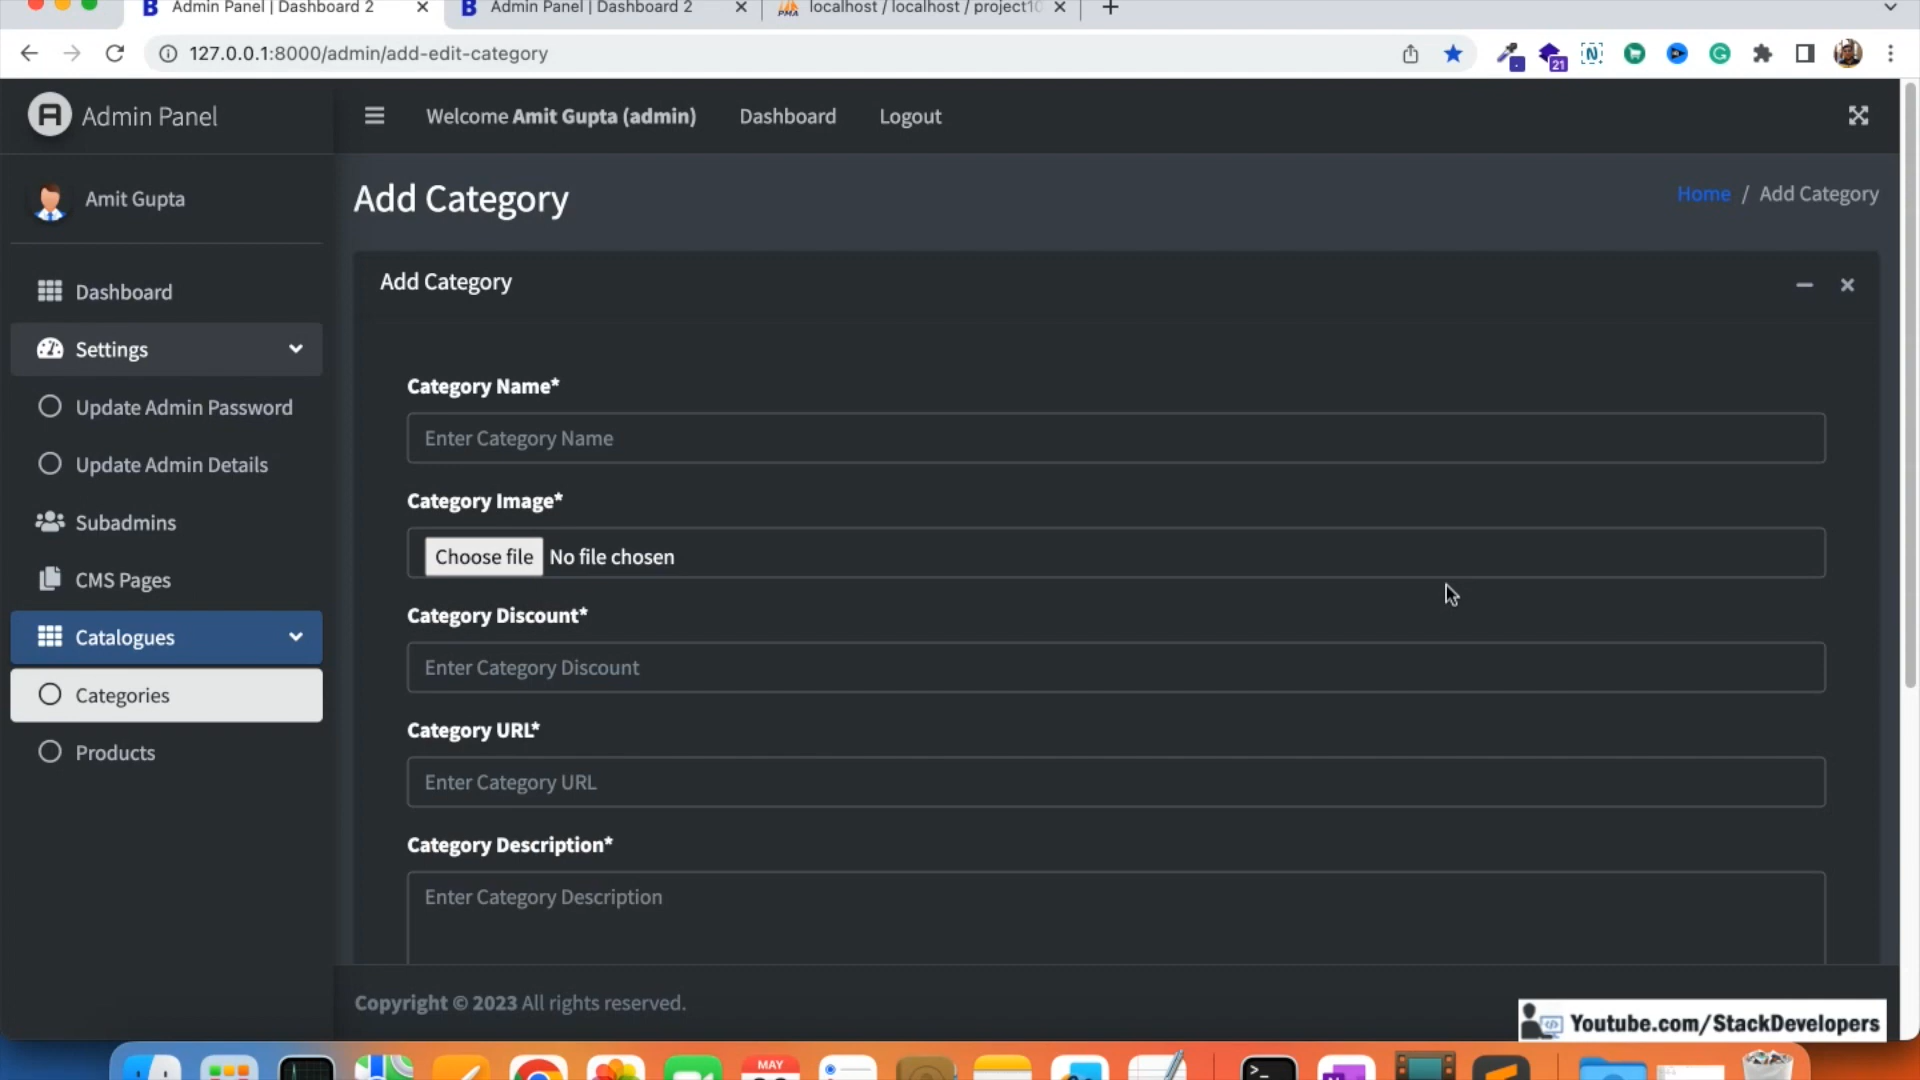 Admin Panel | Dashboard 2
Admin Panel | Dashboard 2
localhost / localhost / project10
127.0.0.1:8000/admin/add-edit-category
21
Admin Panel
Welcome Amit Gupta (admin)
Dashboard
Logout
Amit Gupta
Add Category
Home / Add Category
Dashboard
Settings
Update Admin Password
Update Admin Details
Subadmins
CMS Pages
Catalogues
Categories
Products
Add Category
Category Name*
Enter Category Name
Category Image*
Choose file No file chosen
Category Discount*
Enter Category Discount
Category URL*
Enter Category URL
Category Description*
Enter Category Description
Copyright © 2023 All rights reserved.
Youtube.com/StackDevelopers
MAY